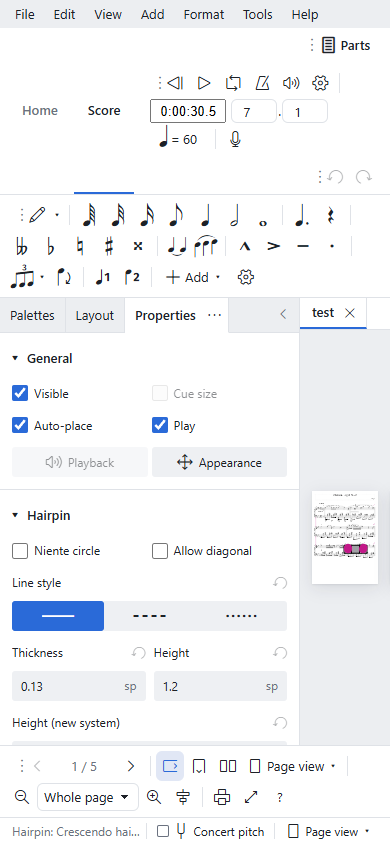 File Edit View Add Format Tools Help
Parts
Home Score 0:00:30.5 7 . 1
= 60
3 1 2 Add
Palettes Layout Properties ··· test
General
Visible Cue size
Auto-place Play
Playback Appearance
Hairpin
Niente circle Allow diagonal
Line style
Thickness Height
0.13 sp 1.2 sp
Height (new system)
1 / 5 Page view
Whole page ?
Hairpin: Crescendo hai... Concert pitch Page view